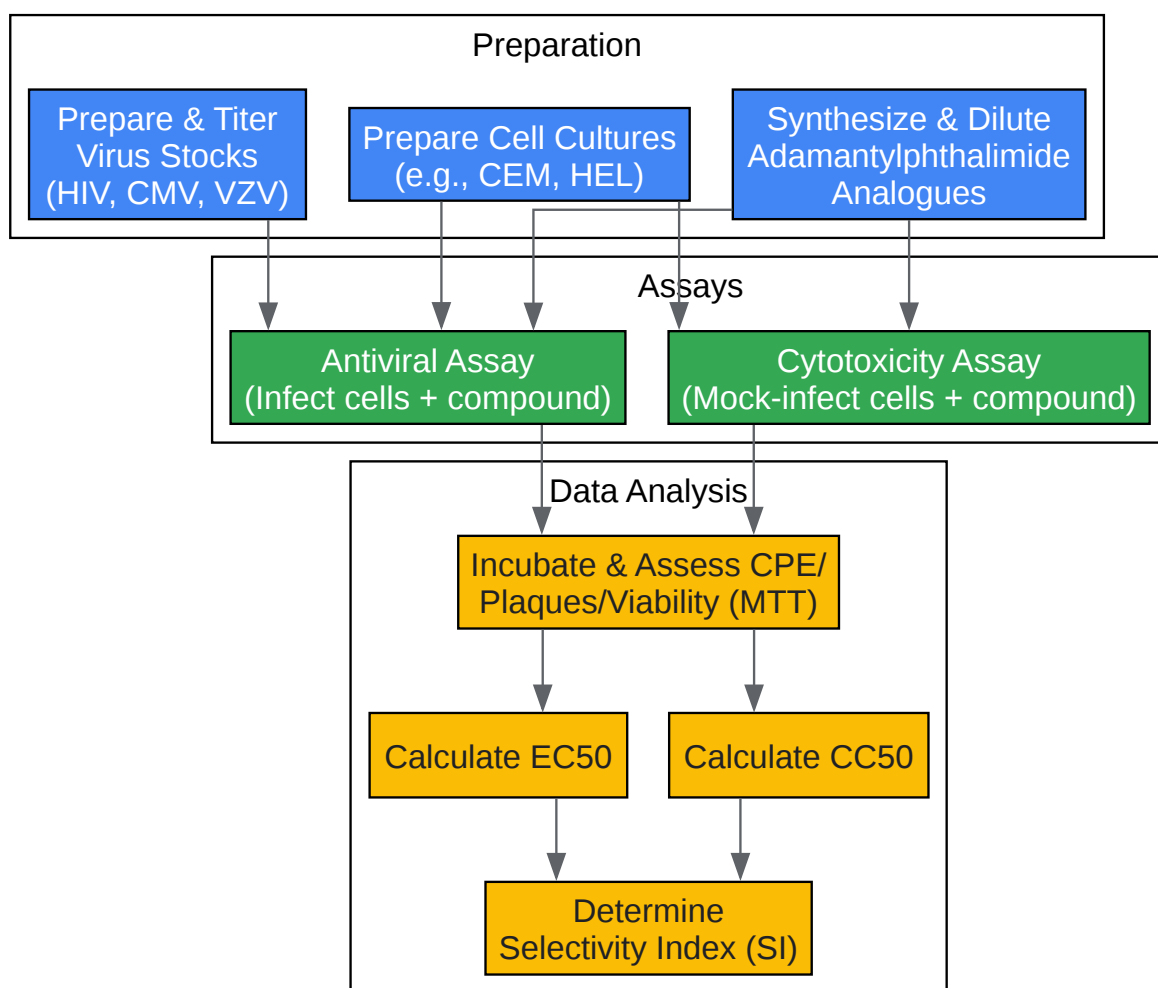 Preparation
Prepare & Titer
Virus Stocks
(HIV, CMV, VZV)
Prepare Cell Cultures
(e.g., CEM, HEL)
Synthesize & Dilute
Adamantylphthalimide
Analogues
Assays
Antiviral Assay
(Infect cells + compound)
Cytotoxicity Assay
(Mock-infect cells + compound)
Data Analysis
Incubate & Assess CPE/
Plaques/Viability (MTT)
Calculate EC50
Calculate CC50
Determine
Selectivity Index (SI)